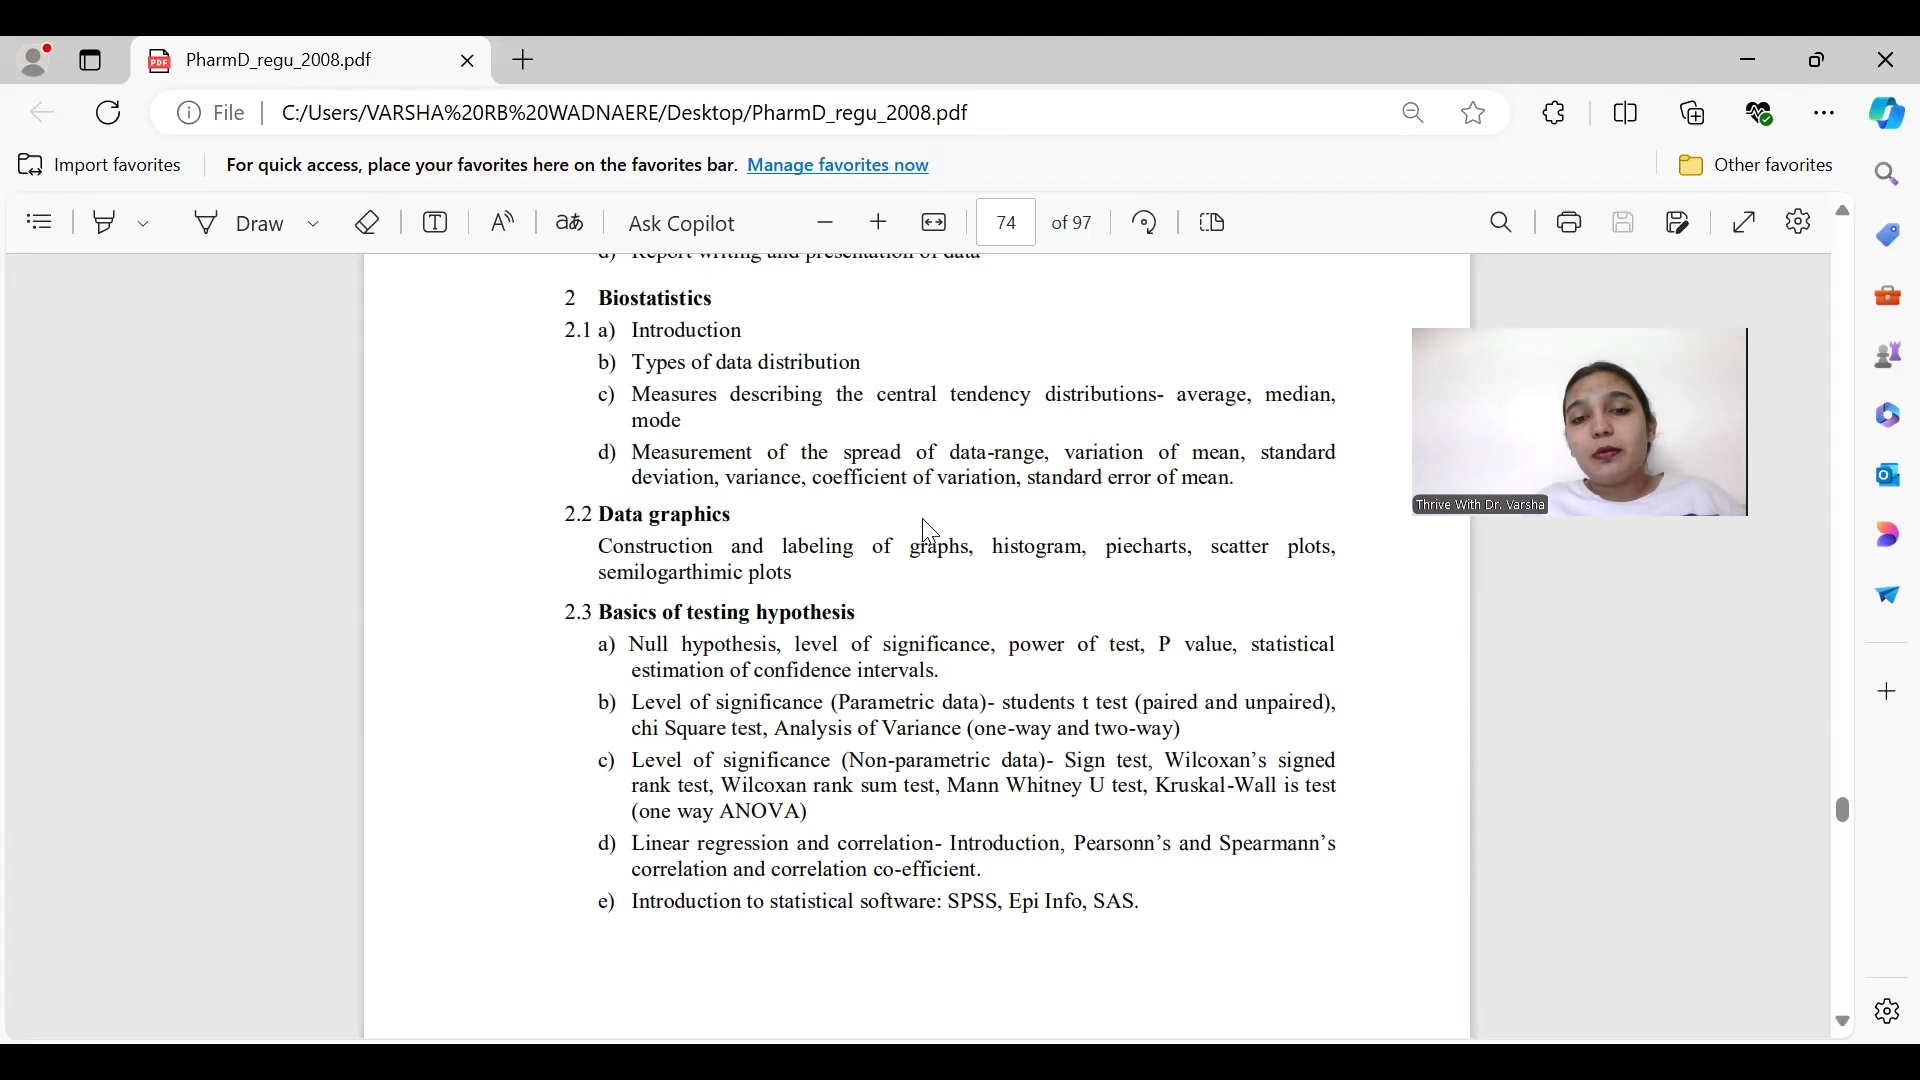 PharmD_regu_2008.pdf
File
C:/Users/VARSHA%20RB%20WADNAERE/Desktop/PharmD_regu_2008.pdf
Import favorites
For quick access, place your favorites here on the favorites bar. Manage favorites now
Other favorites
Draw
Ask Copilot
74 of 97
d) Report writing and presentation of data
2 Biostatistics
2.1 a) Introduction
b) Types of data distribution
c) Measures describing the central tendency distributions- average, median,
mode
d) Measurement of the spread of data-range, variation of mean, standard
deviation, variance, coefficient of variation, standard error of mean.
Thrive With Dr. Varsha
2.2 Data graphics
Construction and labeling of graphs, histogram, piecharts, scatter plots,
semilogarthimic plots
2.3 Basics of testing hypothesis
a) Null hypothesis, level of significance, power of test, P value, statistical
estimation of confidence intervals.
b) Level of significance (Parametric data)- students t test (paired and unpaired),
chi Square test, Analysis of Variance (one-way and two-way)
c) Level of significance (Non-parametric data)- Sign test, Wilcoxan's signed
rank test, Wilcoxan rank sum test, Mann Whitney U test, Kruskal-Wall is test
(one way ANOVA)
d) Linear regression and correlation- Introduction, Pearsonn's and Spearmann's
correlation and correlation co-efficient.
e) Introduction to statistical software: SPSS, Epi Info, SAS.